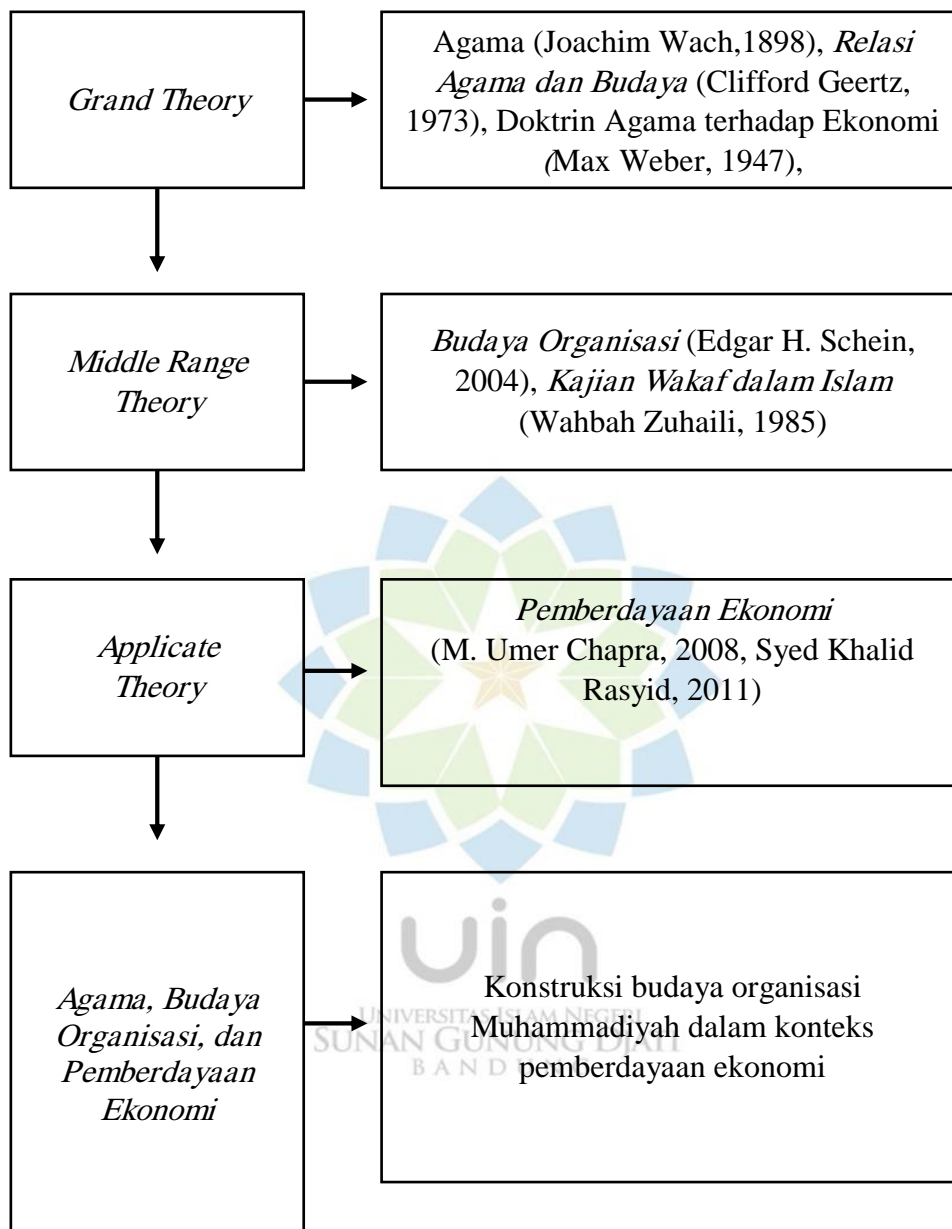 Grand Theory
Agama (Joachim Wach,1898), Relasi
Agama dan Budaya (Clifford Geertz,
1973), Doktrin Agama terhadap Ekonomi
(Max Weber, 1947),
Middle Range
Theory
Budaya Organisasi (Edgar H. Schein,
2004), Kajian Wakaf dalam Islam
(Wahbah Zuhaili, 1985)
Applicate
Theory
Pemberdayaan Ekonomi
(M. Umer Chapra, 2008, Syed Khalid
Rasyid, 2011)
Agama, Budaya
Organisasi, dan
Pemberdayaan
Ekonomi
Konstruksi budaya organisasi
Muhammadiyah dalam konteks
pemberdayaan ekonomi
uin
UNIVERSITAS ISLAM NEGERI
SUNAN GUNUNG DJATI
BANDUNG